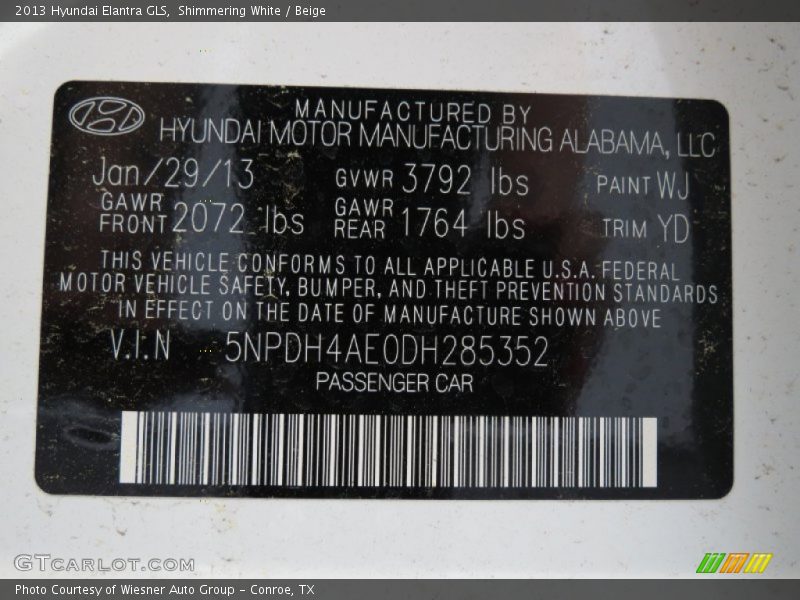 2013 Hyundai Elantra GLS,  Shimmering White / Beige
MANUFACTURED BY
HYUNDAI MOTOR MANUFACTURING ALABAMA, LLC
Jan/29/13 GVWR 3792 lbs PAINT WJ
GAWR FRONT 2072 lbs GAWR REAR 1764 lbs TRIM YD
THIS VEHICLE CONFORMS TO ALL APPLICABLE U.S.A. FEDERAL
MOTOR VEHICLE SAFETY, BUMPER, AND THEFT PREVENTION STANDARDS
IN EFFECT ON THE DATE OF MANUFACTURE SHOWN ABOVE
V.I.N 5NPDH4AE0DH285352
PASSENGER CAR
GTCARLOT.COM
Photo Courtesy of Wiesner Auto Group - Conroe, TX